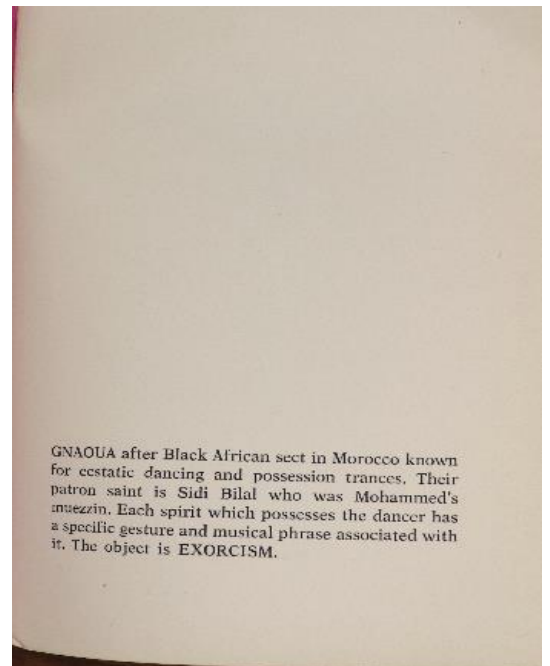 GNAOUA after Black African sect in Morocco known
for ecstatic dancing and possession trances. Their
patron saint is Sidi Bilal who was Mohammed's
muezzin. Each spirit which possesses the dancer has
a specific gesture and musical phrase associated with
it. The object is EXORCISM.